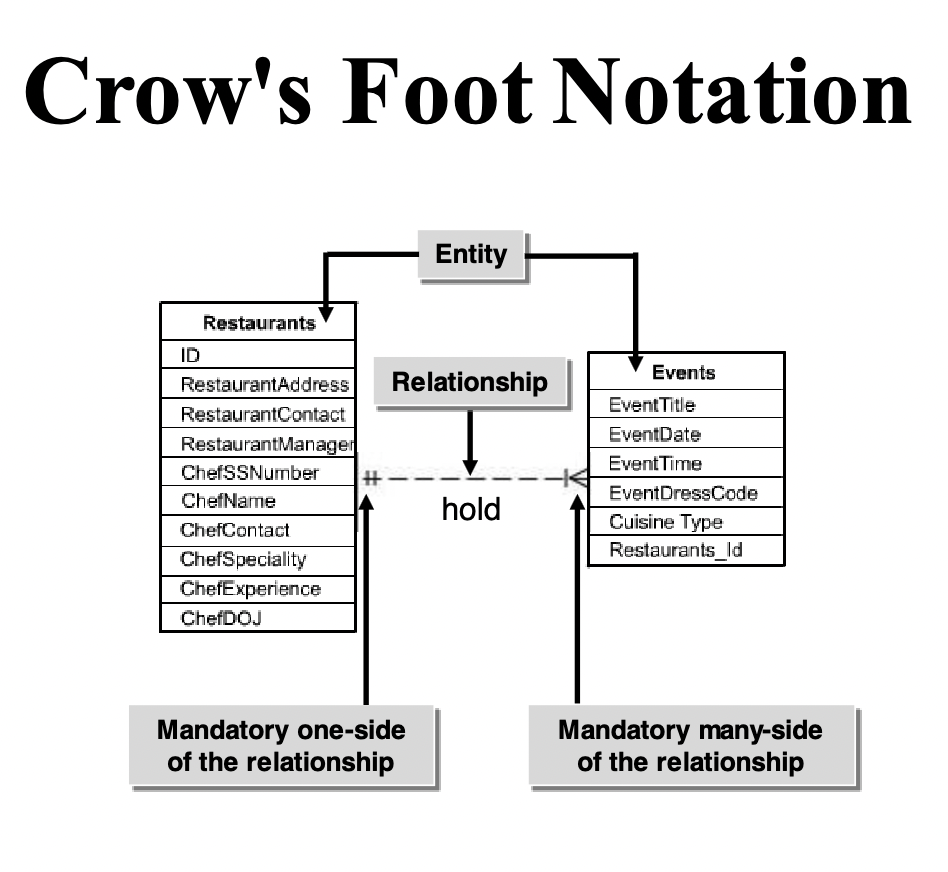 Crow's Foot Notation
Entity
Restaurants
ID
RestaurantAddress
RestaurantContact
RestaurantManager
ChefSSNumber
ChefName
ChefContact
ChefSpeciality
ChefExperience
ChefDOJ
Relationship
hold
Events
EventTitle
EventDate
EventTime
EventDressCode
Cuisine Type
Restaurants_Id
Mandatory one-side
of the relationship
Mandatory many-side
of the relationship